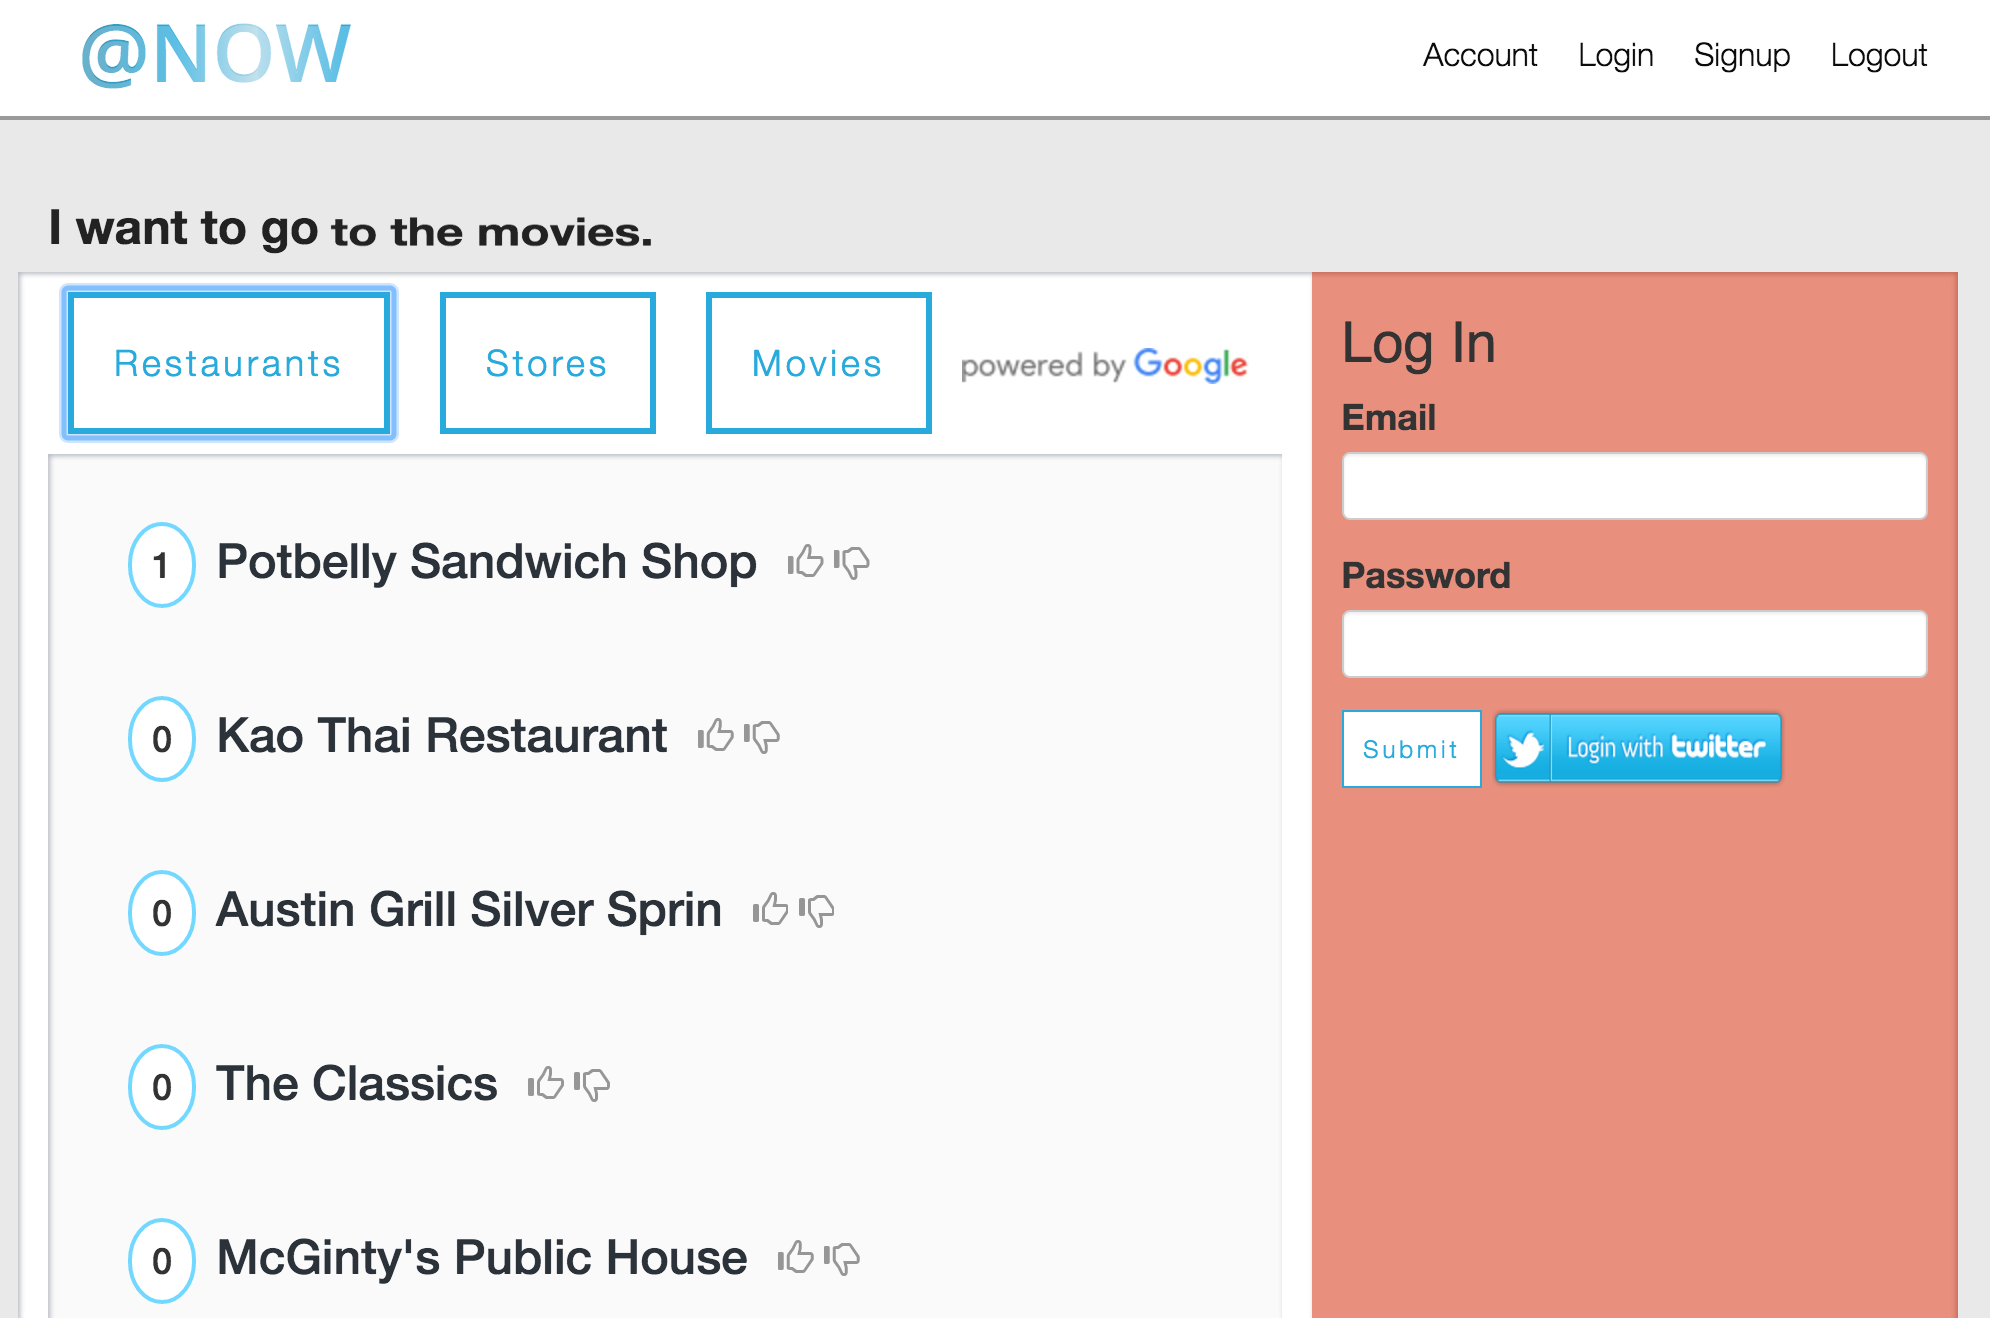 @NOW
Account Login Signup Logout
I want to go to the movies.
Restaurants Stores Movies powered by Google
Log In
Email
Password
Submit Login with twitter
1 Potbelly Sandwich Shop
0 Kao Thai Restaurant
0 Austin Grill Silver Sprin
0 The Classics
0 McGinty's Public House